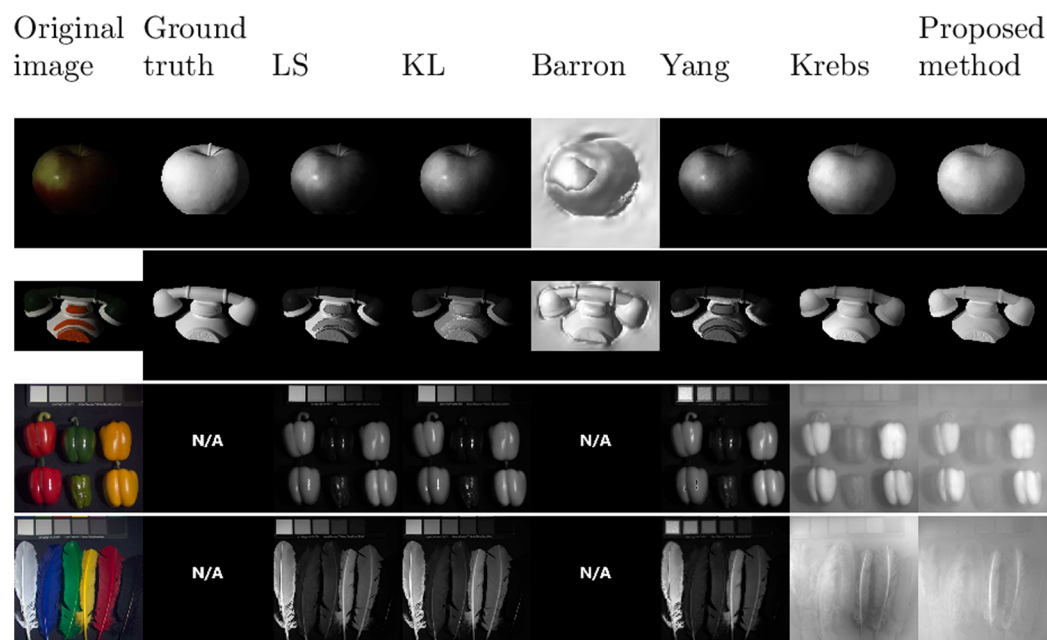 Original Ground Proposed
image truth LS KL Barron Yang Krebs method
N/A N/A
N/A N/A